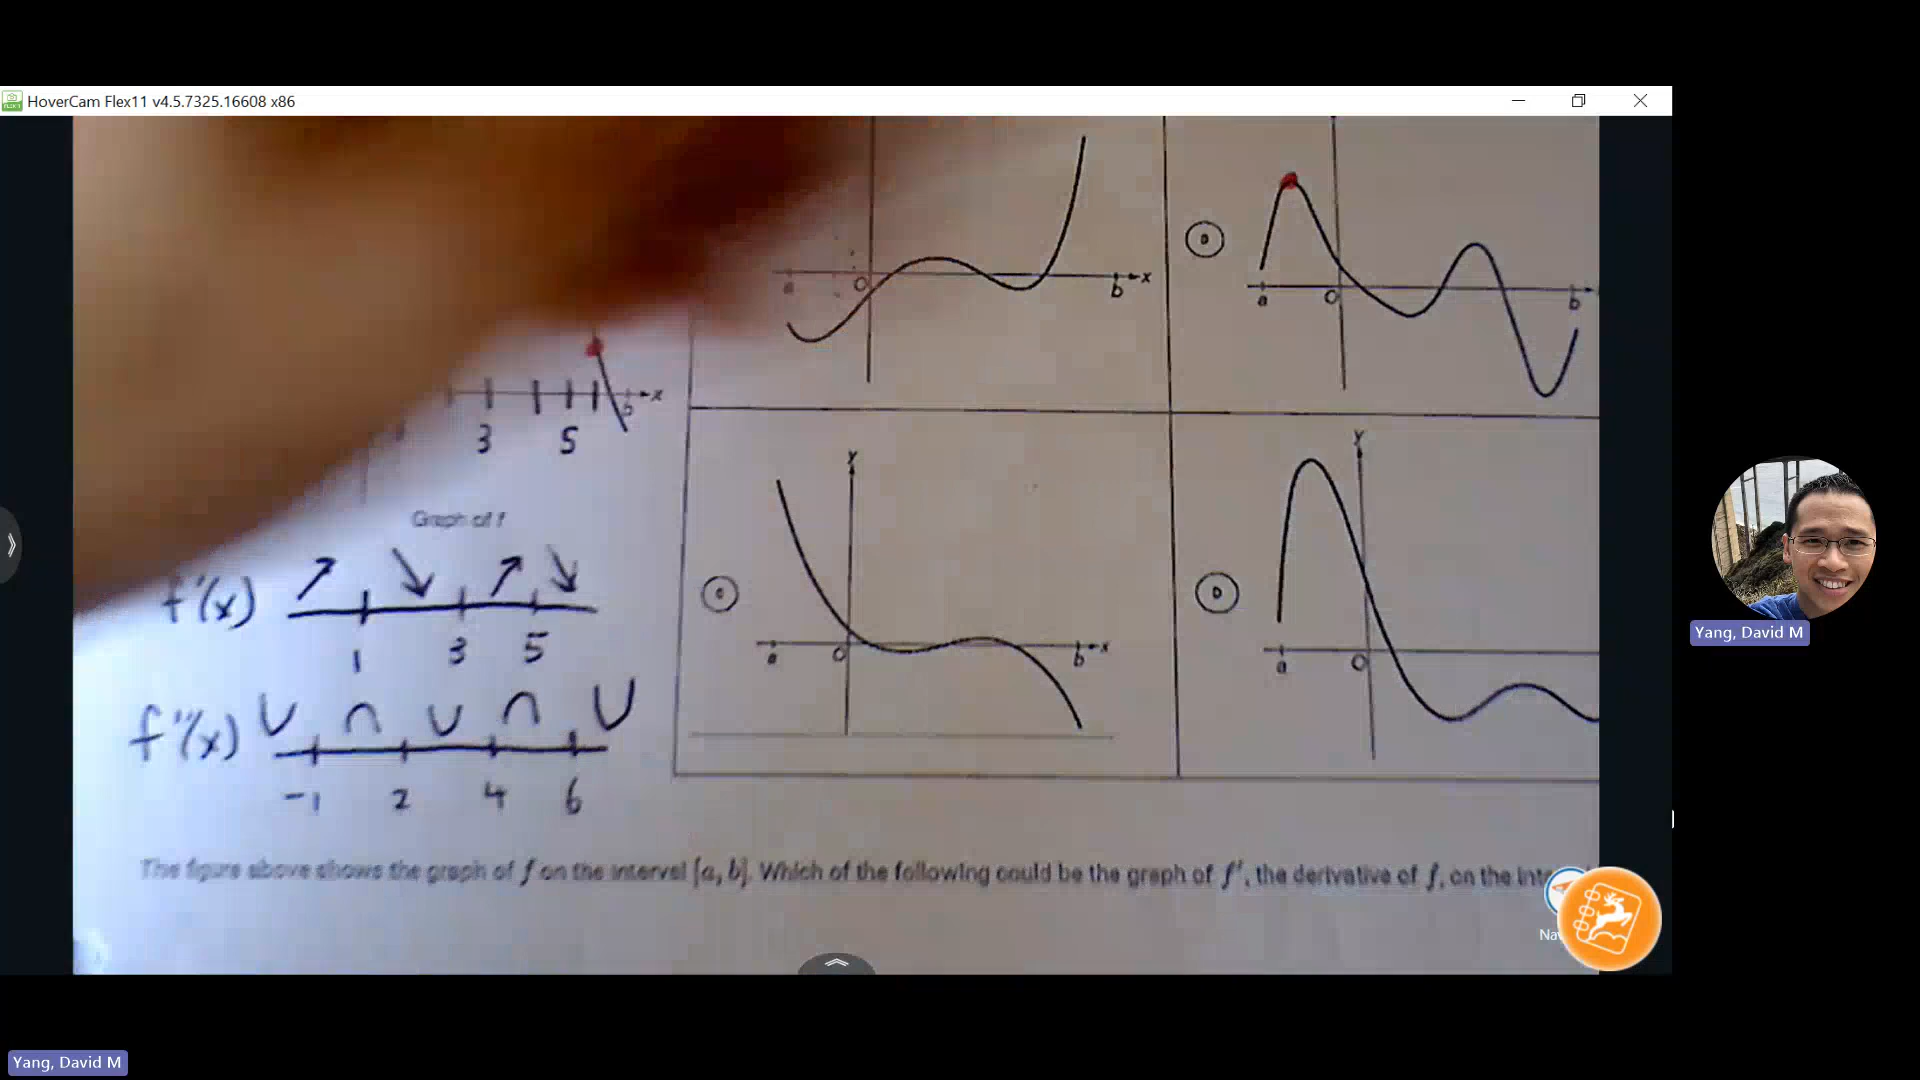 HoverCam Flex11 v4.5.7325.16608 x86
a
O
b
x
B
a
O
b
b
x
3
5
Graph of f
f'(x)
1
3
5
f''(x)
-1
2
4
6
y
C
a
O
b
x
y
D
a
O
The figure above shows the graph of f on the interval [a, b]. Which of the following could be the graph of f', the derivative of f, on the
Yang, David M
Yang, David M